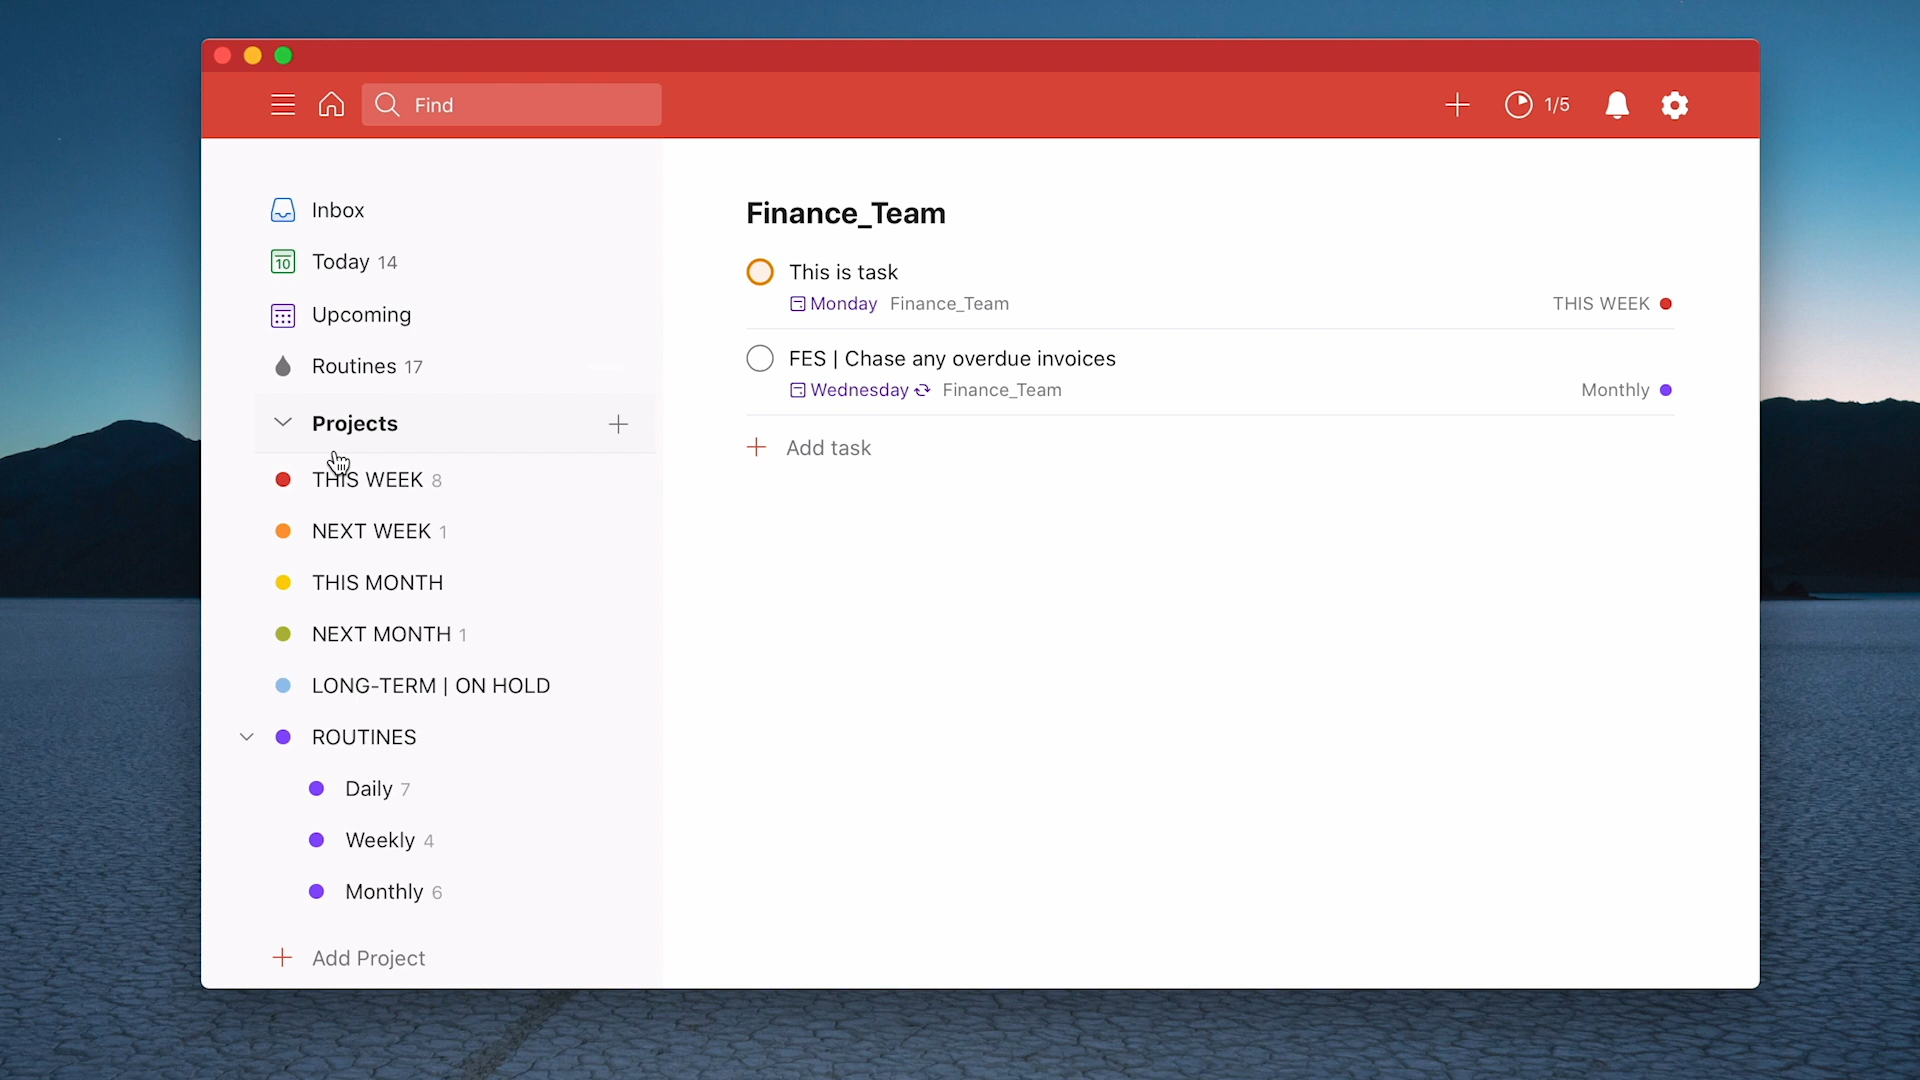 Find
1/5
Inbox
10
Today 14
Upcoming
Routines 17
Projects
THIS WEEK 8
NEXT WEEK 1
THIS MONTH
NEXT MONTH 1
LONG-TERM | ON HOLD
ROUTINES
Daily 7
Weekly 4
Monthly 6
Add Project
Finance_Team
This is task
Monday Finance_Team THIS WEEK
FES | Chase any overdue invoices
Wednesday Finance_Team Monthly
Add task